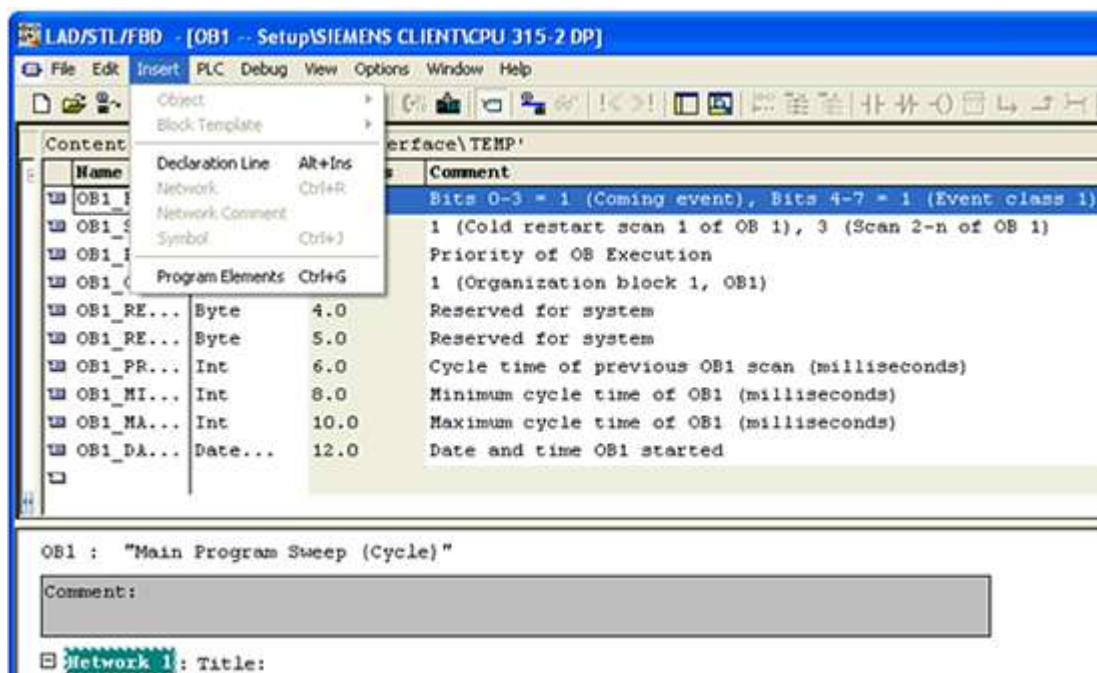 LAD/STL/FBD - [OB1 -- Setup\SIEMENS CLIENT\CPU 315-2 DP]
File Edit Insert PLC Debug View Options Window Help
Object
Block Template
Declaration Line Alt+Ins
Network Ctrl+R
Network Comment
Symbol Ctrl+J
Program Elements Ctrl+G
Content erface\TEMP'
Name Comment
Bits 0-3 = 1 (Coming event), Bits 4-7 = 1 (Event class 1)
1 (Cold restart scan 1 of OB 1), 3 (Scan 2-n of OB 1)
Priority of OB Execution
1 (Organization block 1, OB1)
OB1_RE... Byte 4.0 Reserved for system
OB1_RE... Byte 5.0 Reserved for system
OB1_PR... Int 6.0 Cycle time of previous OB1 scan (milliseconds)
OB1_MI... Int 8.0 Minimum cycle time of OB1 (milliseconds)
OB1_MA... Int 10.0 Maximum cycle time of OB1 (milliseconds)
OB1_DA... Date... 12.0 Date and time OB1 started
OB1 : "Main Program Sweep (Cycle)"
Comment:
Network 1 : Title: